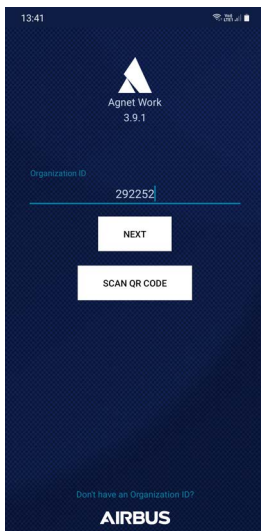 13:41
Agnet Work
3.9.1
Organization ID
292252
NEXT
SCAN QR CODE
Don't have an Organization ID?
AIRBUS